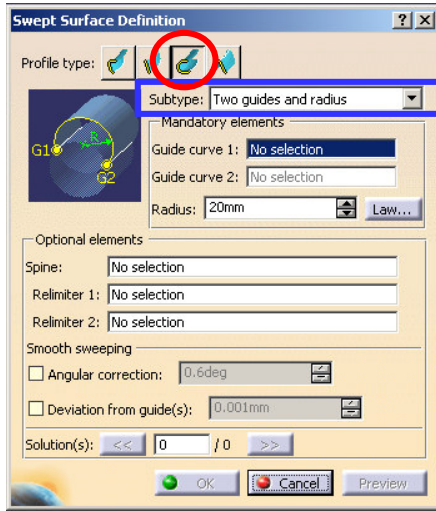 Swept Surface Definition ? X
Profile type:
Subtype: Two guides and radius
Mandatory elements
G1 R G2
Guide curve 1: No selection
Guide curve 2: No selection
Radius: 20mm Law...
Optional elements
Spine: No selection
Relimiter 1: No selection
Relimiter 2: No selection
Smooth sweeping
Angular correction: 0.6deg
Deviation from guide(s): 0.001mm
Solution(s): << 0 / 0 >>
OK Cancel Preview